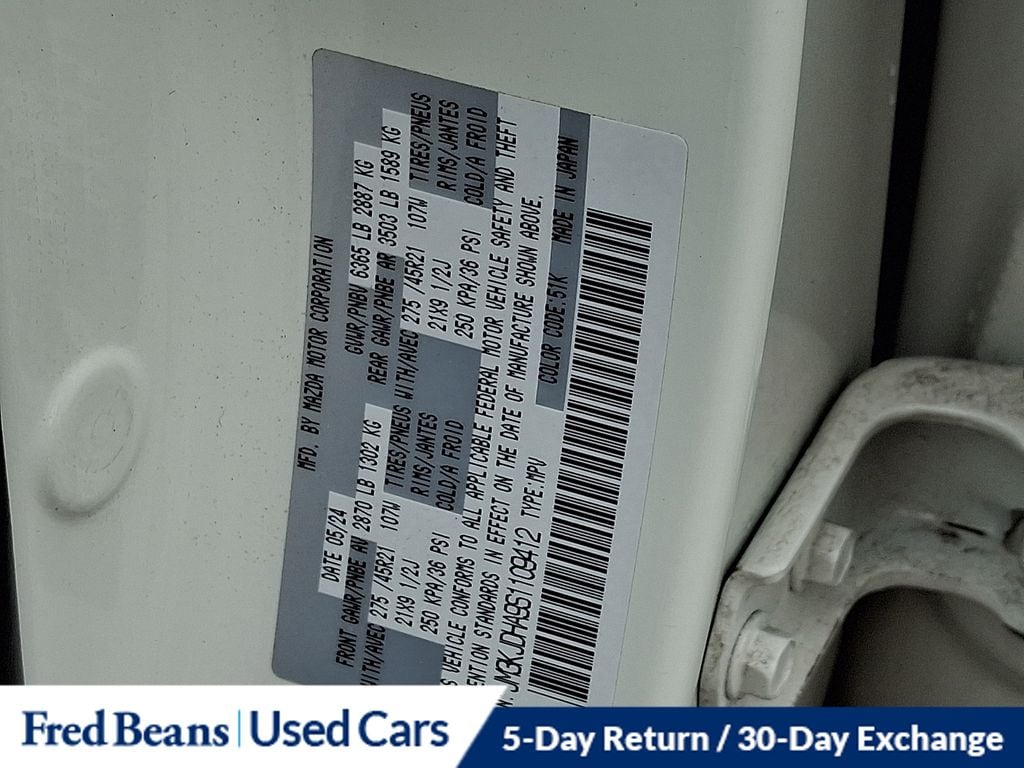 MFD. BY MAZDA MOTOR CORPORATION
DATE 05/24
GVWR/PNBV 6365 LB 2887 KG
FRONT GAWR/PNBE AV 2870 LB 1302 KG
REAR GAWR/PNBE AR 3503 LB 1589 KG
WITH/AVEC 275 /45R21 107W
TIRES/PNEUS WITH/AVEC 275 /45R21 107W
TIRES/PNEUS
21X9 1/2J
RIMS/JANTES
21X9 1/2J
RIMS/JANTES
250 KPA/36 PSI
COLD/A FROID
250 KPA/36 PSI
COLD/A FROID
VEHICLE CONFORMS TO ALL APPLICABLE FEDERAL MOTOR VEHICLE SAFETY AND THEFT
STANDARDS IN EFFECT ON THE DATE OF MANUFACTURE SHOWN ABOVE.
JM3KJDHA9S1109412 TYPE:MPV
COLOR CODE:51K
MADE IN JAPAN
Fred Beans | Used Cars
5-Day Return / 30-Day Exchange